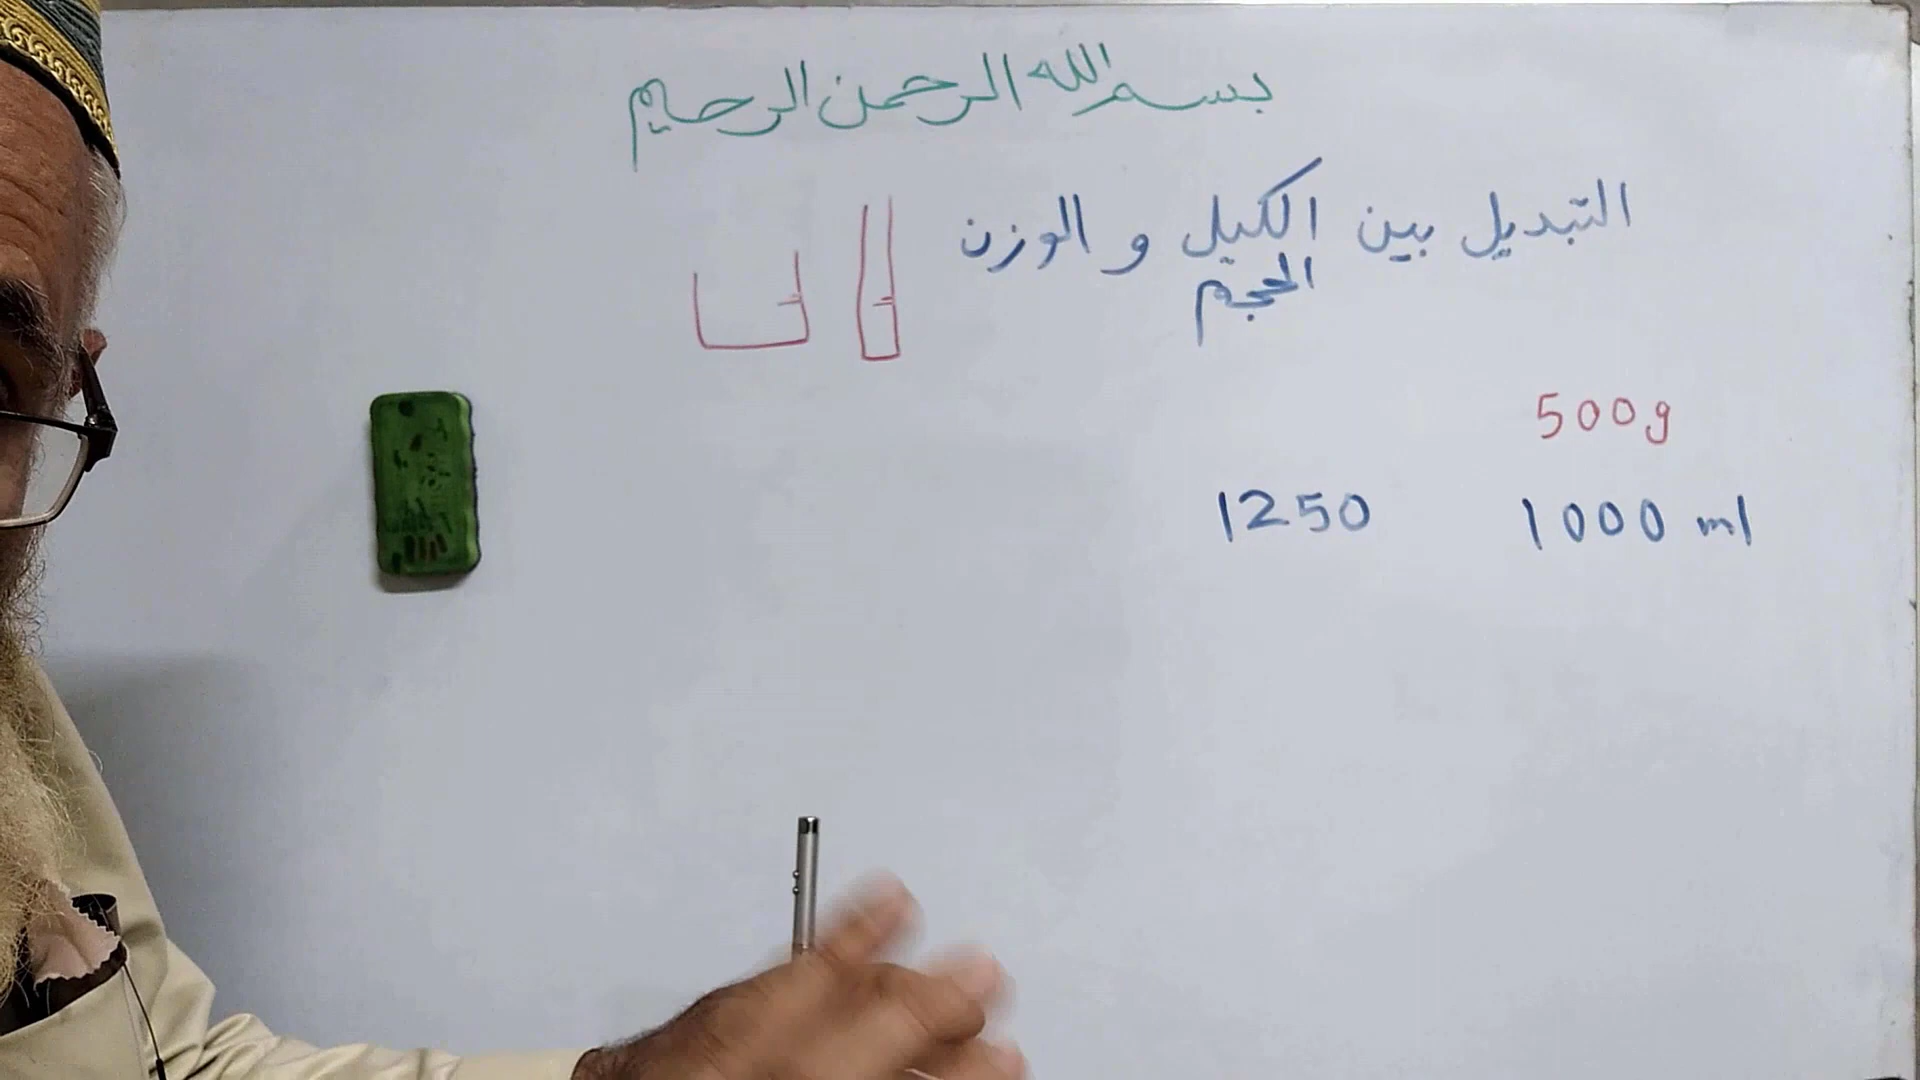 بسم الله الرحمن الرحيم
التبديل بين الكيل و الوزن
الحجم
500g
1250 1000 ml